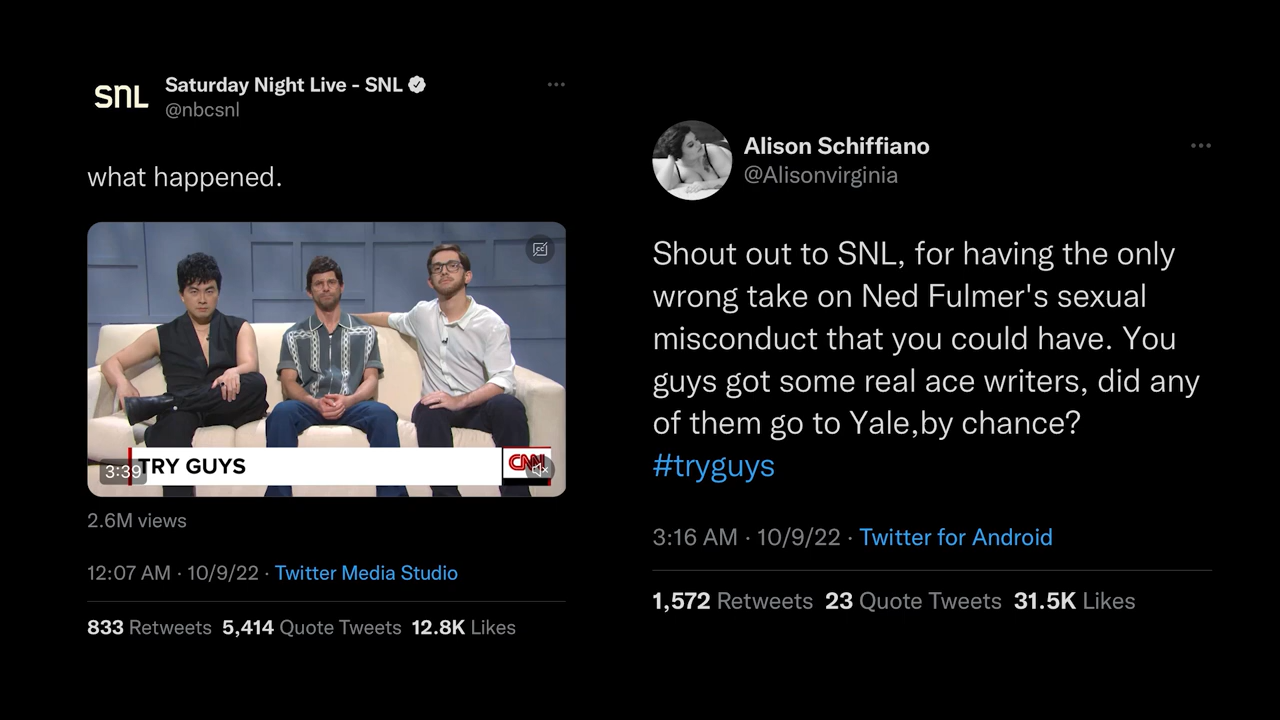 SNL
Saturday Night Live - SNL
@nbcsnl
what happened.
CC
TRY GUYS
3:39
CNN
2.6M views
12:07 AM · 10/9/22 · Twitter Media Studio
833 Retweets 5,414 Quote Tweets 12.8K Likes
Alison Schiffiano
@Alisonvirginia
Shout out to SNL, for having the only
wrong take on Ned Fulmer's sexual
misconduct that you could have. You
guys got some real ace writers, did any
of them go to Yale,by chance?
#tryguys
3:16 AM · 10/9/22 · Twitter for Android
1,572 Retweets 23 Quote Tweets 31.5K Likes